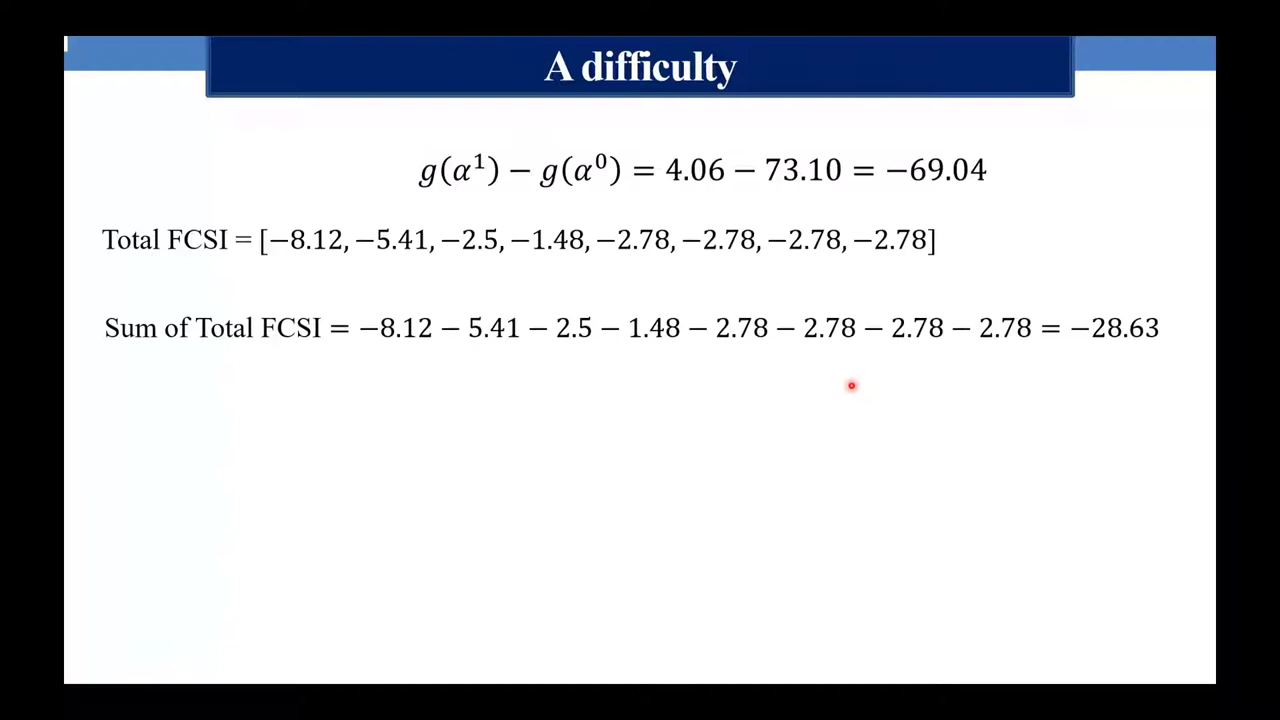 A difficulty
𝑔(𝛼¹) − 𝑔(𝛼⁰) = 4.06 − 73.10 = −69.04
Total FCSI = [−8.12, −5.41, −2.5, −1.48, −2.78, −2.78, −2.78, −2.78]
Sum of Total FCSI = −8.12 − 5.41 − 2.5 − 1.48 − 2.78 − 2.78 − 2.78 − 2.78 = −28.63